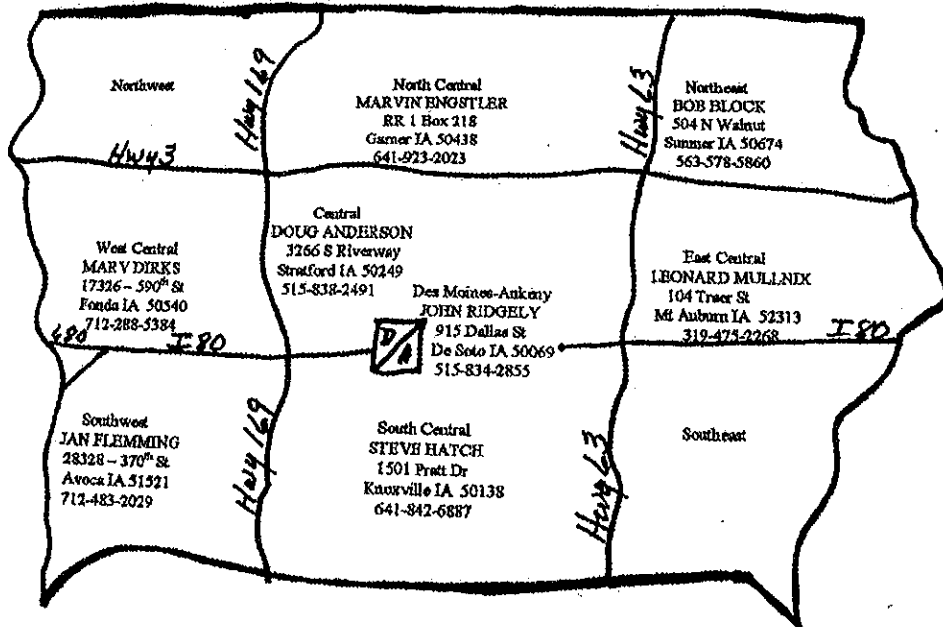 Northwest
Hwy 169
North Central
MARVIN ENGSTLER
RR 1 Box 218
Garner IA 50438
641-923-2023
Hwy 63
Northeast
BOB BLOCK
504 N Walnut
Sumner IA 50674
563-578-5860
Hwy 3
West Central
MARV DIRKS
17326 – 590th St
Fonda IA 50540
712-288-5384
Central
DOUG ANDERSON
3266 S Riverway
Stratford IA 50249
515-838-2491
Des Moines-Ankeny
JOHN RIDGELY
915 Dallas St
De Soto IA 50069
515-834-2855
East Central
LEONARD MULLNIX
104 Traer St
Mt Auburn IA 52313
319-475-2268
I 80
I 80
D/A
Southwest
JAN FLEMMING
28328 – 370th St
Avoca IA 51521
712-483-2029
Hwy 169
South Central
STEVE HATCH
1501 Pratt Dr
Knoxville IA 50138
641-842-6887
Hwy 63
Southeast